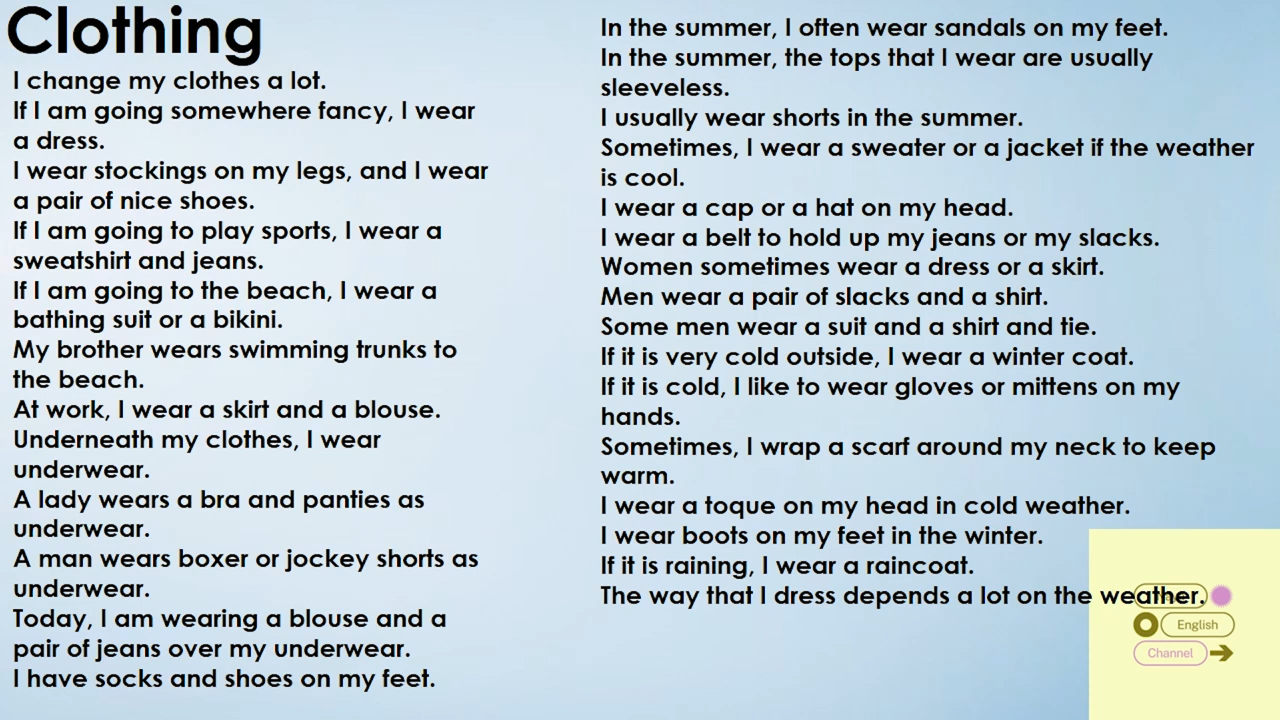 Clothing
I change my clothes a lot.
If I am going somewhere fancy, I wear
a dress.
I wear stockings on my legs, and I wear
a pair of nice shoes.
If I am going to play sports, I wear a
sweatshirt and jeans.
If I am going to the beach, I wear a
bathing suit or a bikini.
My brother wears swimming trunks to
the beach.
At work, I wear a skirt and a blouse.
Underneath my clothes, I wear
underwear.
A lady wears a bra and panties as
underwear.
A man wears boxer or jockey shorts as
underwear.
Today, I am wearing a blouse and a
pair of jeans over my underwear.
I have socks and shoes on my feet.
In the summer, I often wear sandals on my feet.
In the summer, the tops that I wear are usually
sleeveless.
I usually wear shorts in the summer.
Sometimes, I wear a sweater or a jacket if the weather
is cool.
I wear a cap or a hat on my head.
I wear a belt to hold up my jeans or my slacks.
Women sometimes wear a dress or a skirt.
Men wear a pair of slacks and a shirt.
Some men wear a suit and a shirt and tie.
If it is very cold outside, I wear a winter coat.
If it is cold, I like to wear gloves or mittens on my
hands.
Sometimes, I wrap a scarf around my neck to keep
warm.
I wear a toque on my head in cold weather.
I wear boots on my feet in the winter.
If it is raining, I wear a raincoat.
The way that I dress depends a lot on the weather.
English
Channel